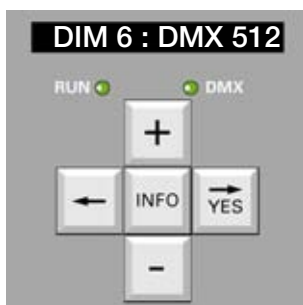 DIM 6 : DMX 512
RUN DMX
+
INFO
YES
-